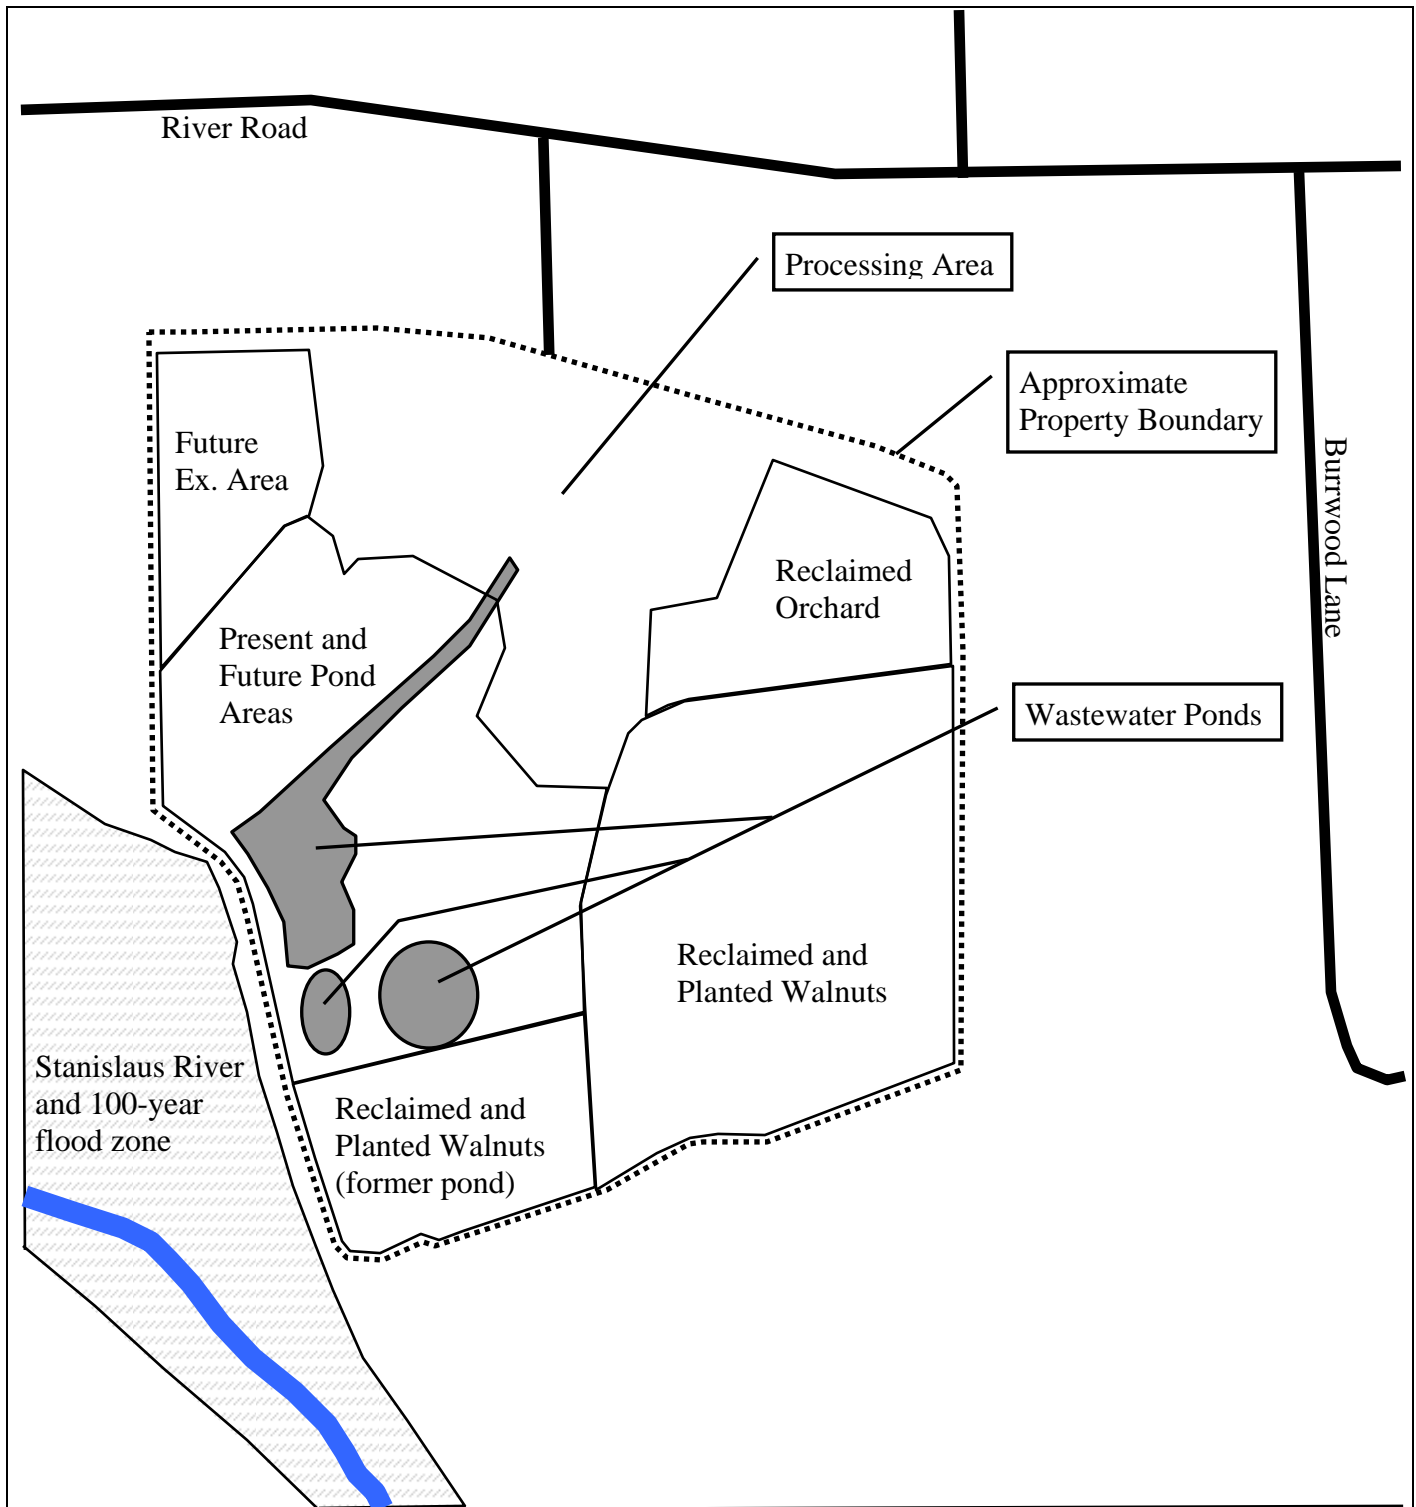 River Road
Processing Area
Approximate
Property Boundary
Future
Ex. Area
Burrwood Lane
Reclaimed
Orchard
Present and
Future Pond
Areas
Wastewater Ponds
Reclaimed and
Planted Walnuts
Stanislaus River
and 100-year
flood zone
Reclaimed and
Planted Walnuts
(former pond)